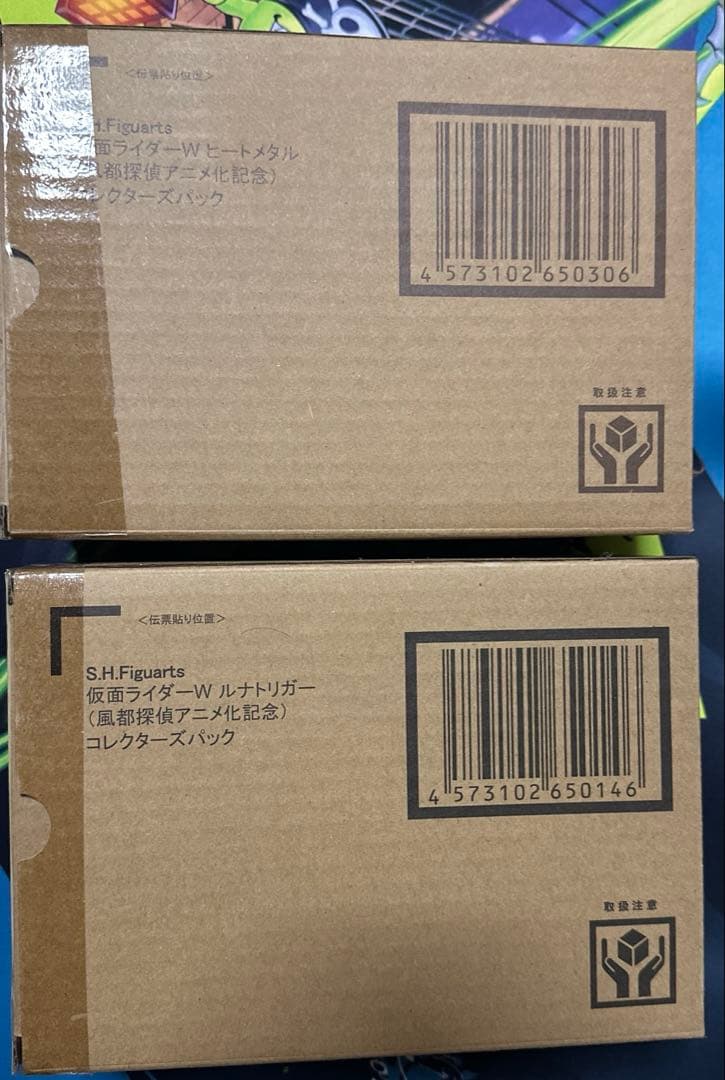 <伝票貼り位置>
H.Figuarts
面ライダーW ヒートメタル
風都探偵アニメ化記念）
レクターズパック
4 573102 650306
取扱注意
<伝票貼り位置>
S.H.Figuarts
仮面ライダーW ルナトリガー
（風都探偵アニメ化記念）
コレクターズパック
4 573102 650146
取扱注意